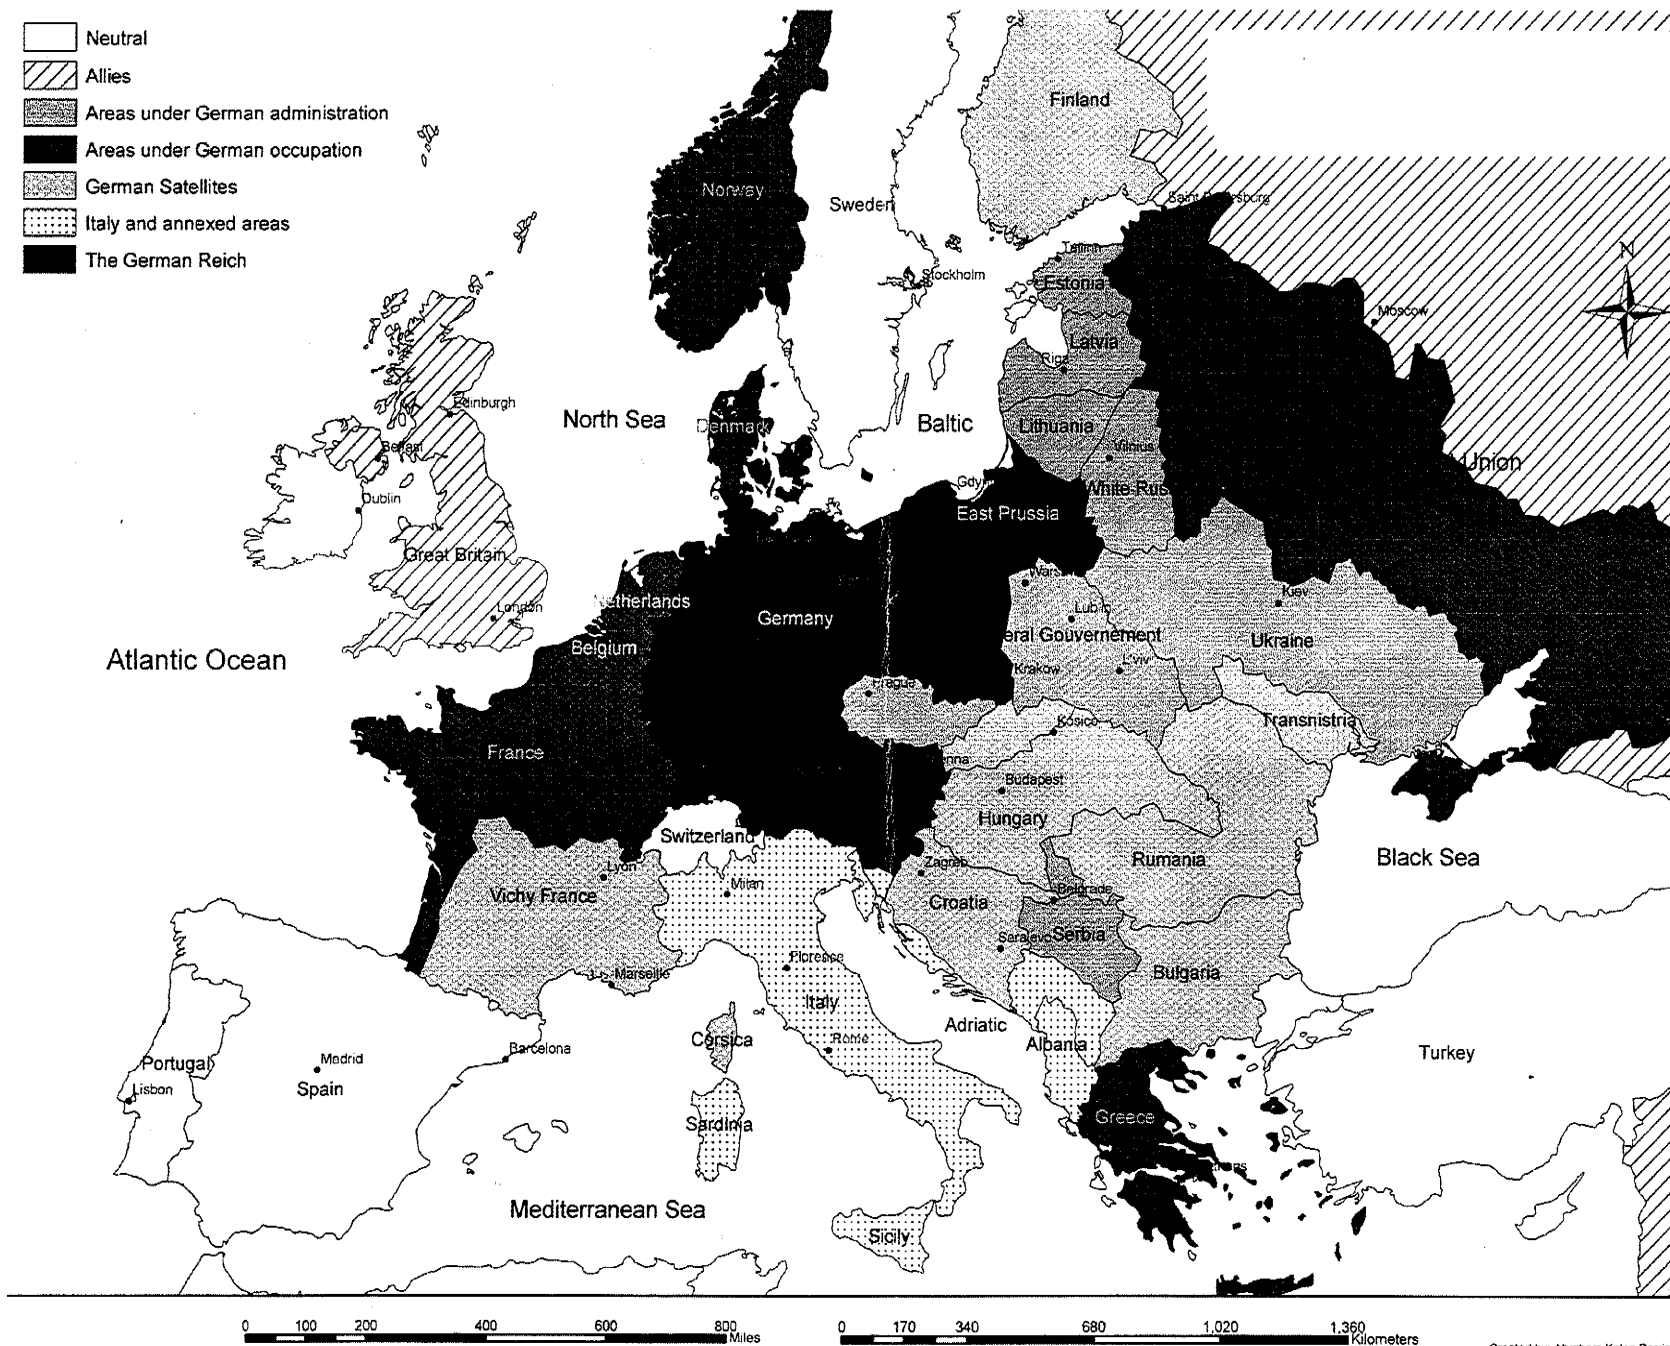 Neutral
Allies
Areas under German administration
Areas under German occupation
German Satellites
Italy and annexed areas
The German Reich
Finland
Norway
Sweden
Stockholm
Estonia
N
Moscow
Latvia
Riga
Edinburgh
North Sea
Denmark
Baltic
Lithuania
Belfast
Vilnius
Union
Dublin
East Prussia
Great Britain
London
Netherlands
Germany
Kiev
Belgium
Ukraine
Atlantic Ocean
Krakow
L'viv
Prague
France
Transnistria
Budapest
Hungary
Switzerland
Rumania
Black Sea
Zagreb
Lyon
Milan
Vichy France
Belgrade
Croatia
Sarajevo
Serbia
Florence
Marseille
Bulgaria
Italy
Adriatic
Corsica
Rome
Albania
Barcelona
Turkey
Portugal
Madrid
Spain
Lisbon
Greece
Sardinia
Mediterranean Sea
Sicily
0 100 200 400 600 800 Miles
0 170 340 680 1,020 1,360 Kilometers